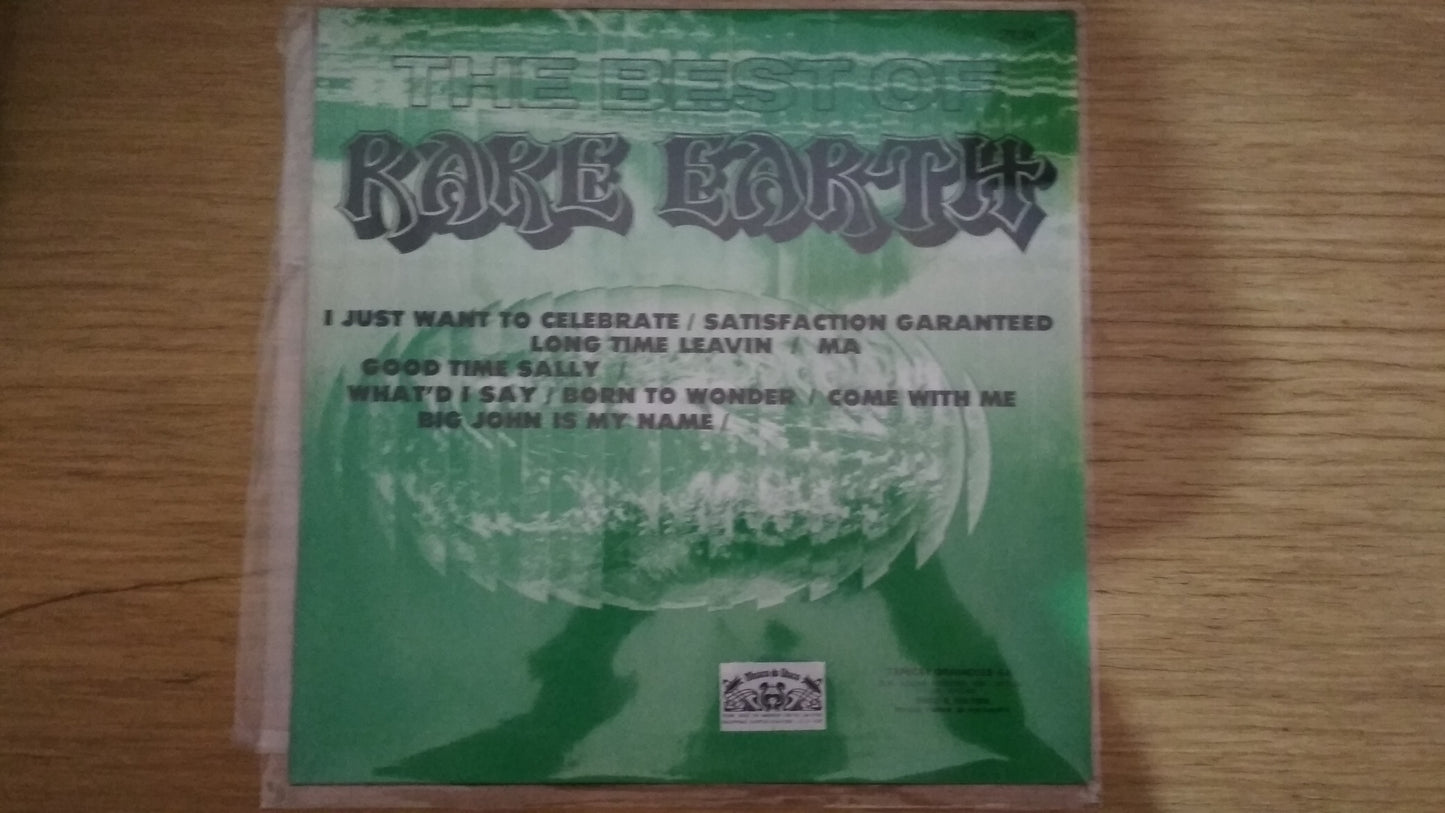 THE BEST OF
RARE EARTH
I JUST WANT TO CELEBRATE / SATISFACTION GARANTEED
LONG TIME LEAVIN / MA
GOOD TIME SALLY /
WHAT'D I SAY / BORN TO WONDER / COME WITH ME
BIG JOHN IS MY NAME /